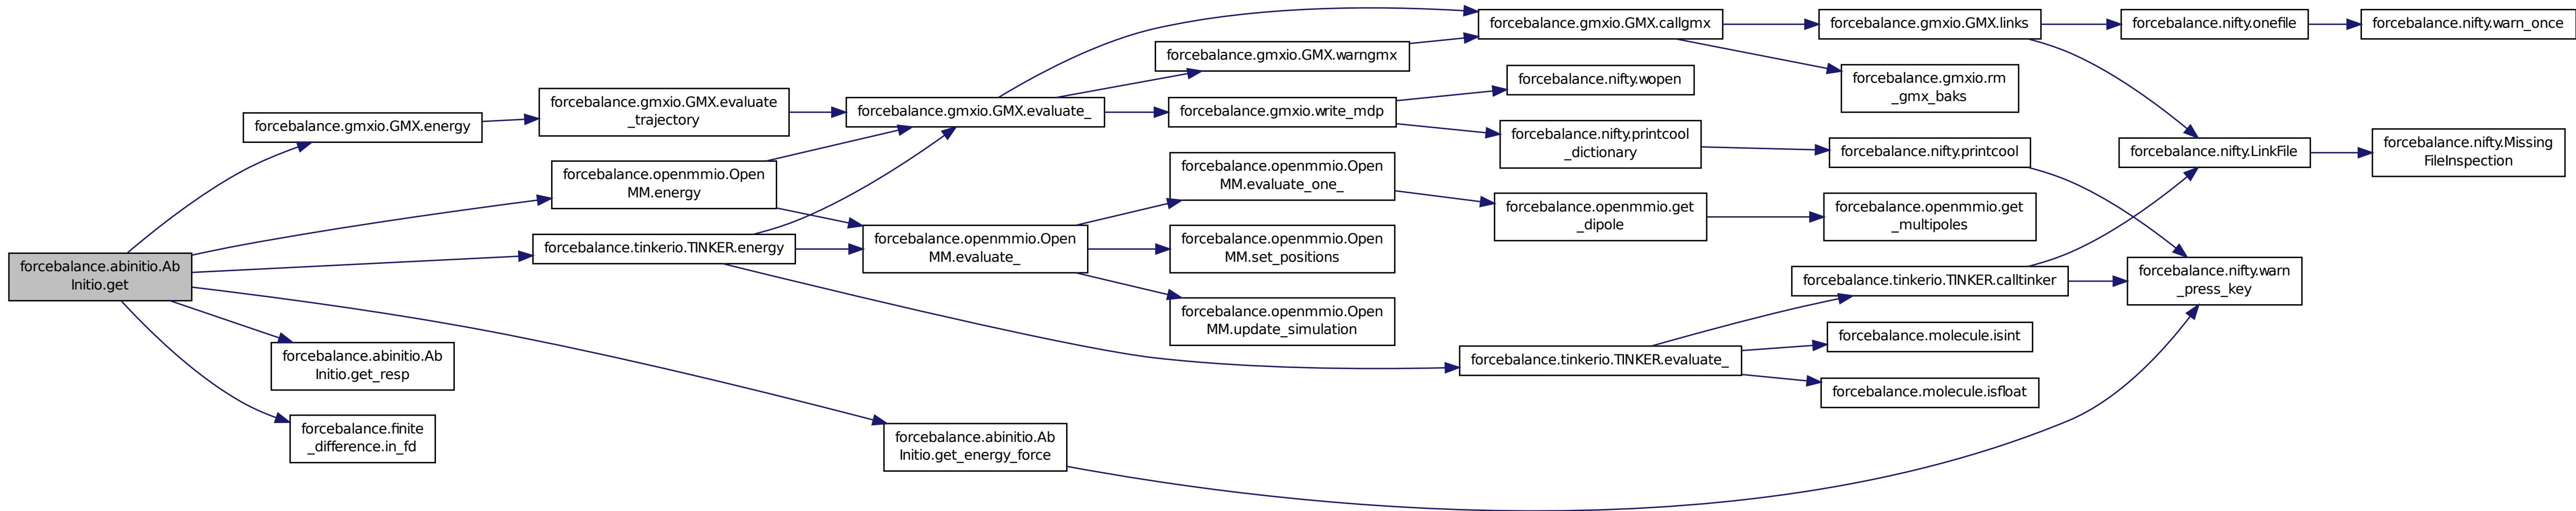 forcebalance.abinitio.Ab
Initio.get
forcebalance.gmxio.GMX.energy
forcebalance.openmmio.Open
MM.energy
forcebalance.tinkerio.TINKER.energy
forcebalance.abinitio.Ab
Initio.get_resp
forcebalance.finite
_difference.in_fd
forcebalance.gmxio.GMX.evaluate
_trajectory
forcebalance.gmxio.GMX.evaluate_
forcebalance.openmmio.Open
MM.evaluate_
forcebalance.abinitio.Ab
Initio.get_energy_force
forcebalance.gmxio.GMX.warngmx
forcebalance.gmxio.write_mdp
forcebalance.openmmio.Open
MM.evaluate_one_
forcebalance.openmmio.Open
MM.set_positions
forcebalance.openmmio.Open
MM.update_simulation
forcebalance.gmxio.GMX.callgmx
forcebalance.nifty.wopen
forcebalance.nifty.printcool
_dictionary
forcebalance.openmmio.get
_dipole
forcebalance.tinkerio.TINKER.evaluate_
forcebalance.gmxio.GMX.links
forcebalance.gmxio.rm
_gmx_baks
forcebalance.nifty.printcool
forcebalance.openmmio.get
_multipoles
forcebalance.tinkerio.TINKER.calltinker
forcebalance.molecule.isint
forcebalance.molecule.isfloat
forcebalance.nifty.onefile
forcebalance.nifty.LinkFile
forcebalance.nifty.warn
_press_key
forcebalance.nifty.warn_once
forcebalance.nifty.Missing
FileInspection